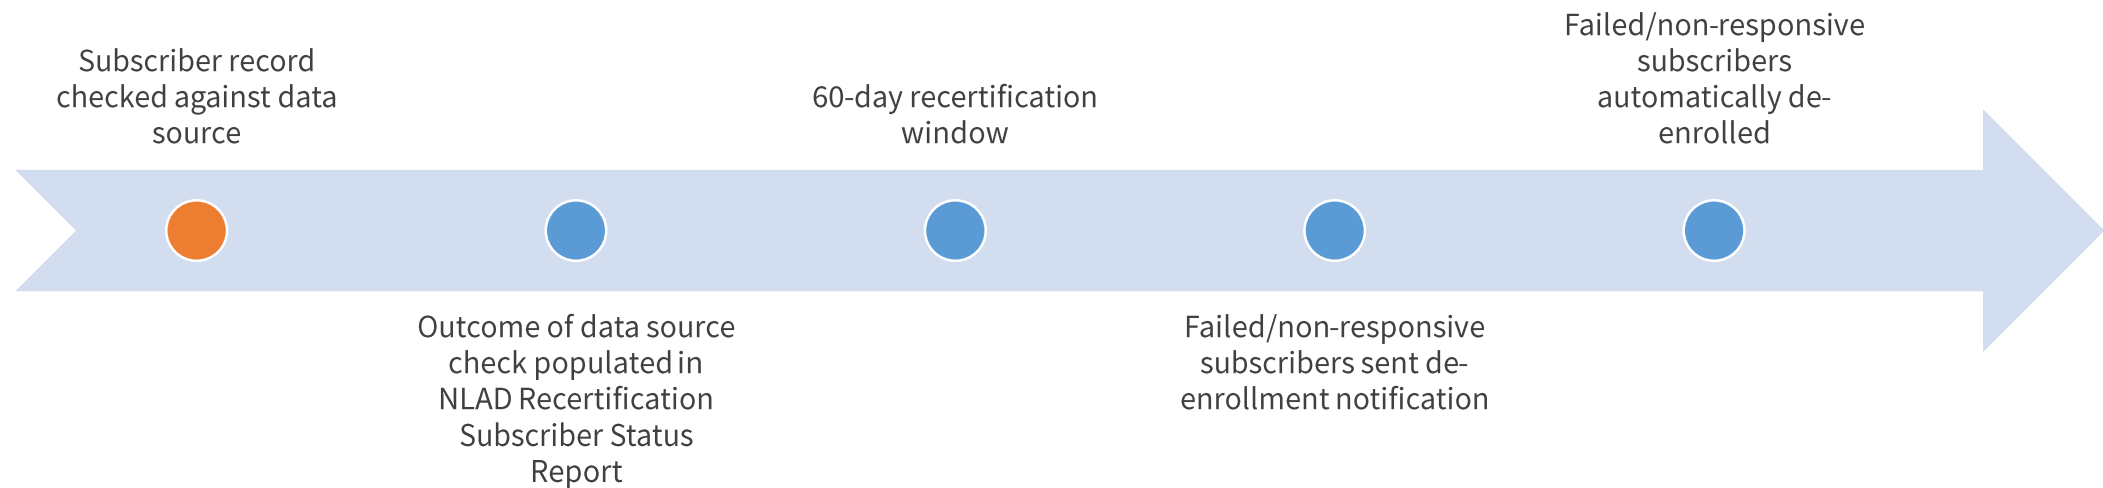 Subscriber record
checked against data
source
Outcome of data source
check populated in
NLAD Recertification
Subscriber Status
Report
60-day recertification
window
Failed/non-responsive
subscribers sent de-
enrollment notification
Failed/non-responsive
subscribers
automatically de-
enrolled